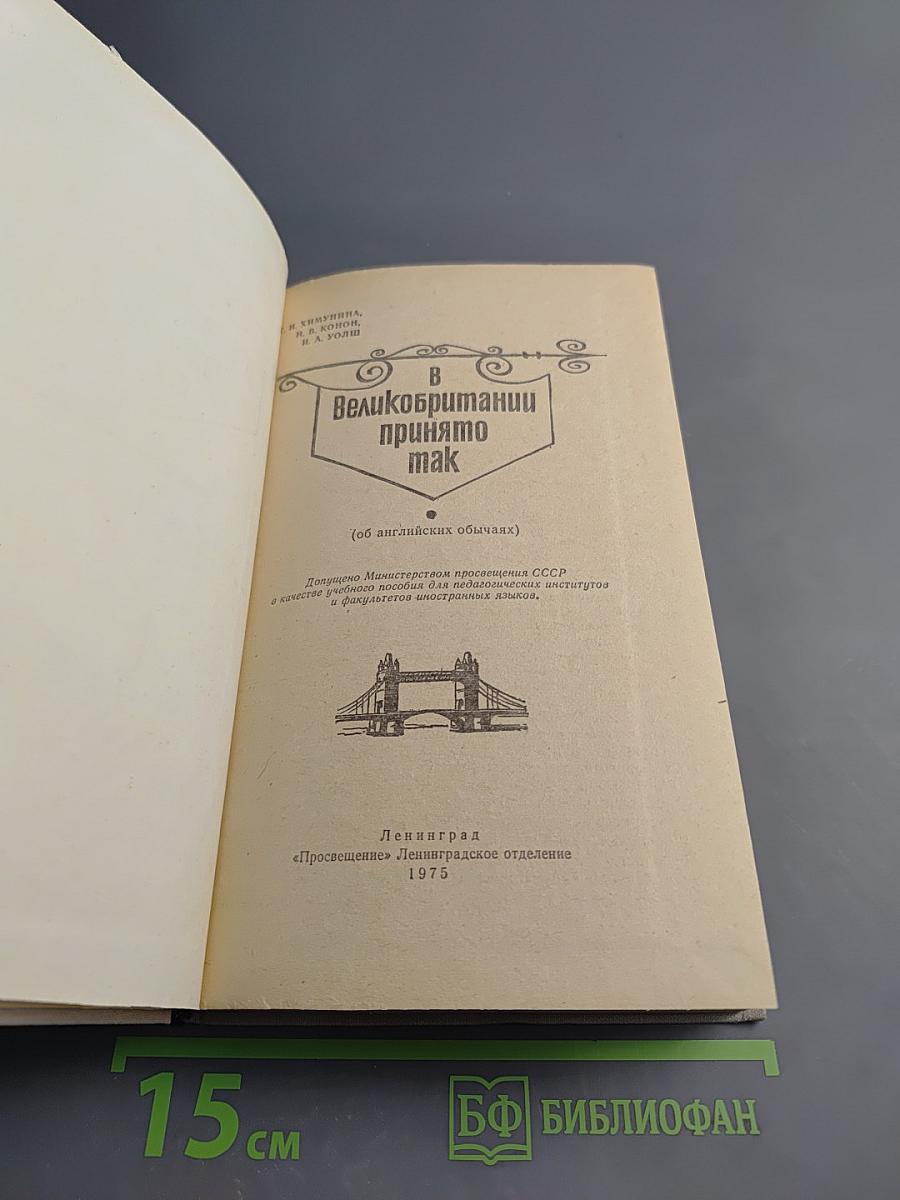 И. ХИМУНИНА,
Н. В. КОНОН,
И. А. УОЛШ
В
Великобритании
принято
так
(об английских обычаях)
Допущено Министерством просвещения СССР
в качестве учебного пособия для педагогических институтов
и факультетов иностранных языков.
Ленинград
«Просвещение» Ленинградское отделение
1975
15 см
БФ БИБЛИОФАН